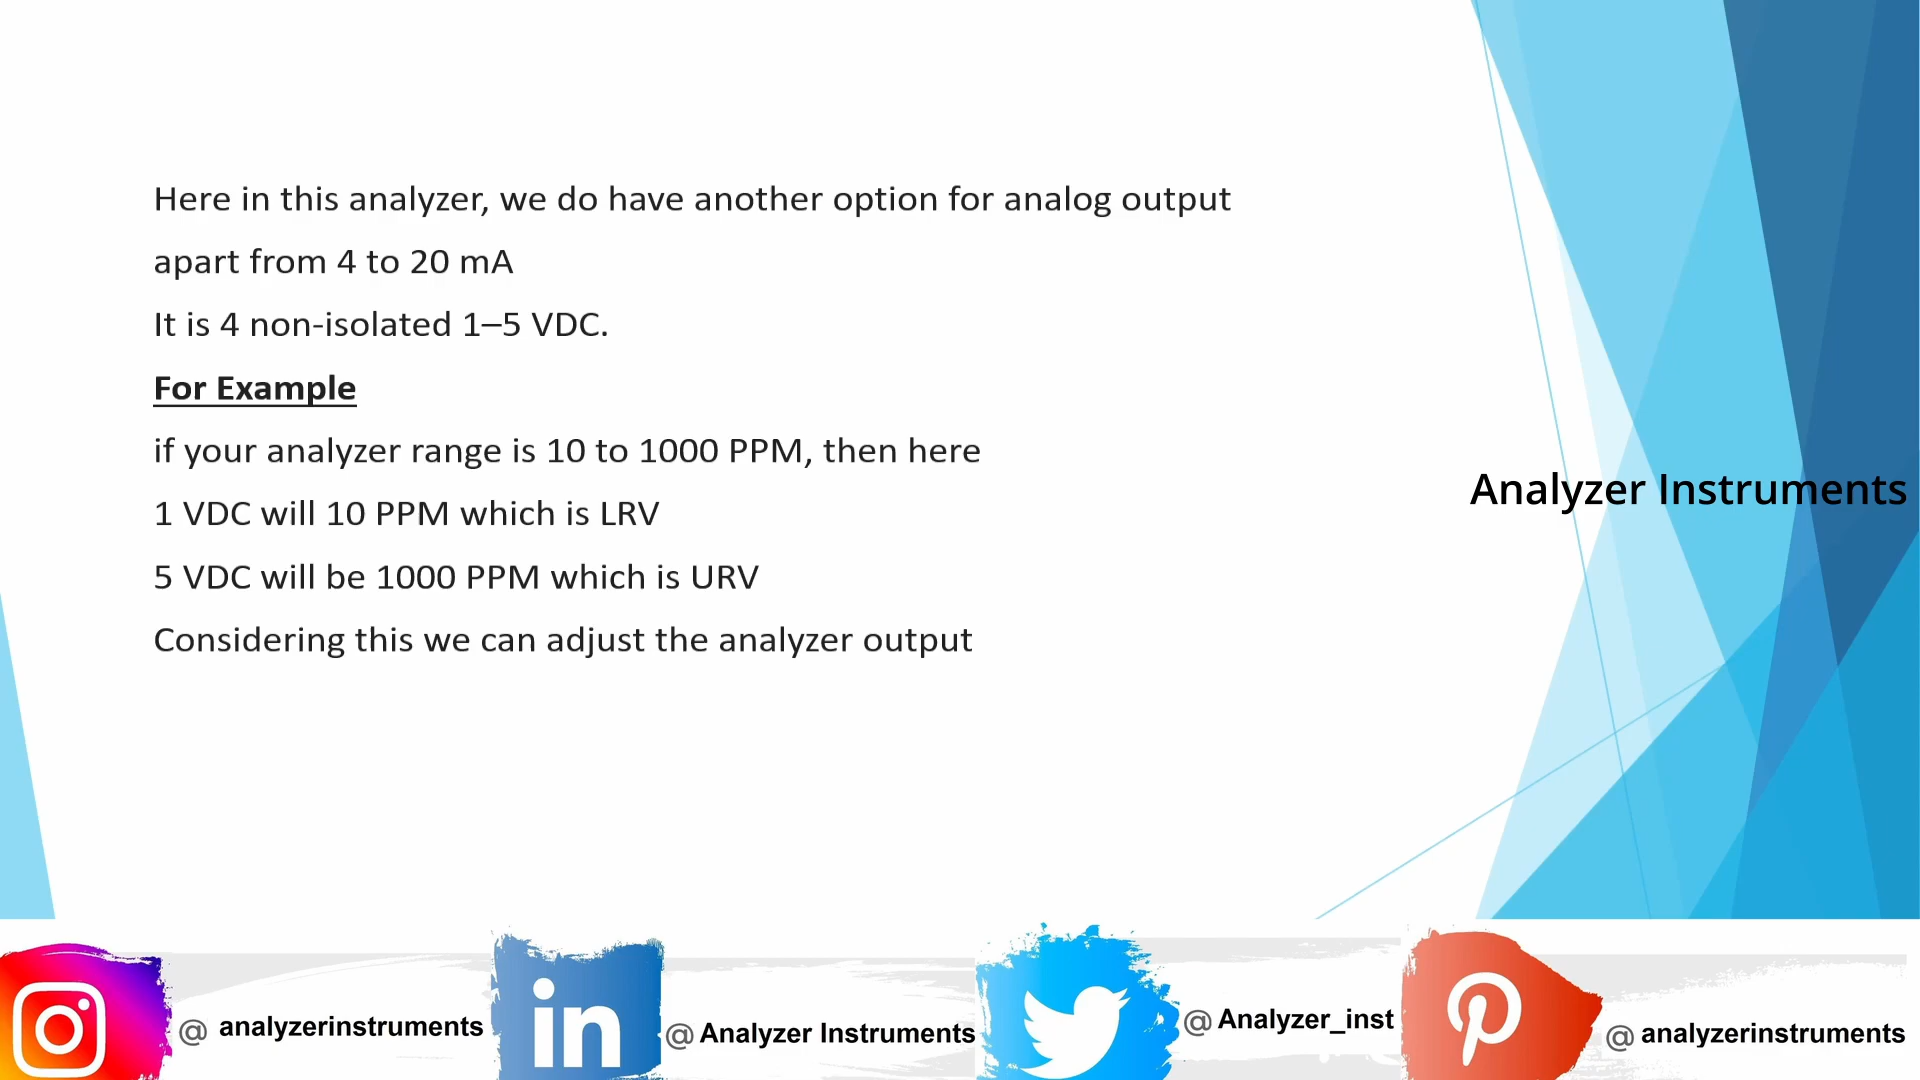 Here in this analyzer, we do have another option for analog output
apart from 4 to 20 mA
It is 4 non-isolated 1–5 VDC.
For Example
if your analyzer range is 10 to 1000 PPM, then here
1 VDC will 10 PPM which is LRV
5 VDC will be 1000 PPM which is URV
Considering this we can adjust the analyzer output
Analyzer Instruments
@ analyzerinstruments
in
@ Analyzer Instruments
@ Analyzer_inst
@ analyzerinstruments